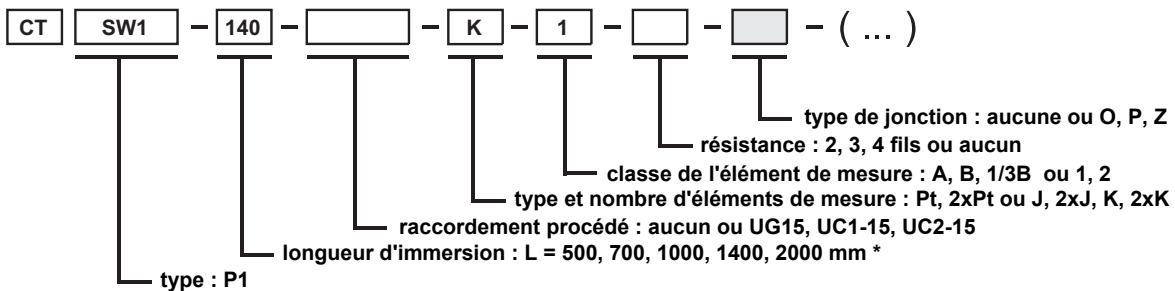 CT SW1 – 140 – – K – 1 – – – ( ... )
type de jonction : aucune ou O, P, Z
résistance : 2, 3, 4 fils ou aucun
classe de l'élément de mesure : A, B, 1/3B ou 1, 2
type et nombre d'éléments de mesure : Pt, 2xPt ou J, 2xJ, K, 2xK
raccordement procédé : aucun ou UG15, UC1-15, UC2-15
longueur d'immersion : L = 500, 700, 1000, 1400, 2000 mm *
type : P1